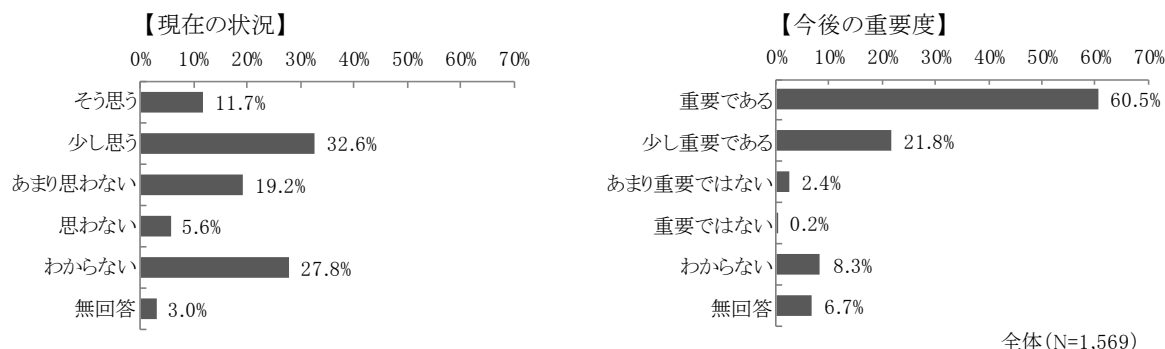 【現在の状況】
0% 10% 20% 30% 40% 50% 60% 70%
そう思う 11.7%
少し思う 32.6%
あまり思わない 19.2%
思わない 5.6%
わからない 27.8%
無回答 3.0%
【今後の重要度】
0% 10% 20% 30% 40% 50% 60% 70%
重要である 60.5%
少し重要である 21.8%
あまり重要ではない 2.4%
重要ではない 0.2%
わからない 8.3%
無回答 6.7%
全体(N=1,569)